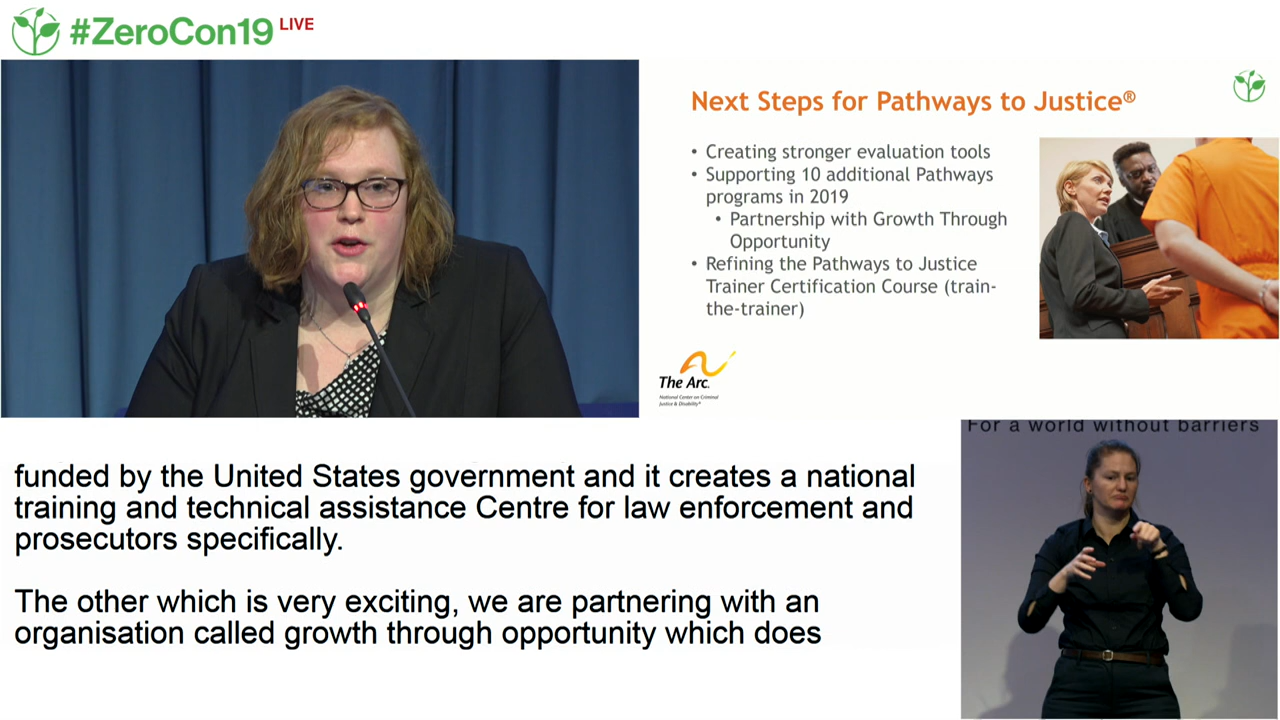 #ZeroCon19 LIVE
Next Steps for Pathways to Justice®
• Creating stronger evaluation tools
• Supporting 10 additional Pathways
programs in 2019
• Partnership with Growth Through
Opportunity
• Refining the Pathways to Justice
Trainer Certification Course (train-
the-trainer)
The Arc.
National Center on Criminal
Justice & Disability®
funded by the United States government and it creates a national
training and technical assistance Centre for law enforcement and
prosecutors specifically.
The other which is very exciting, we are partnering with an
organisation called growth through opportunity which does
For a world without barriers